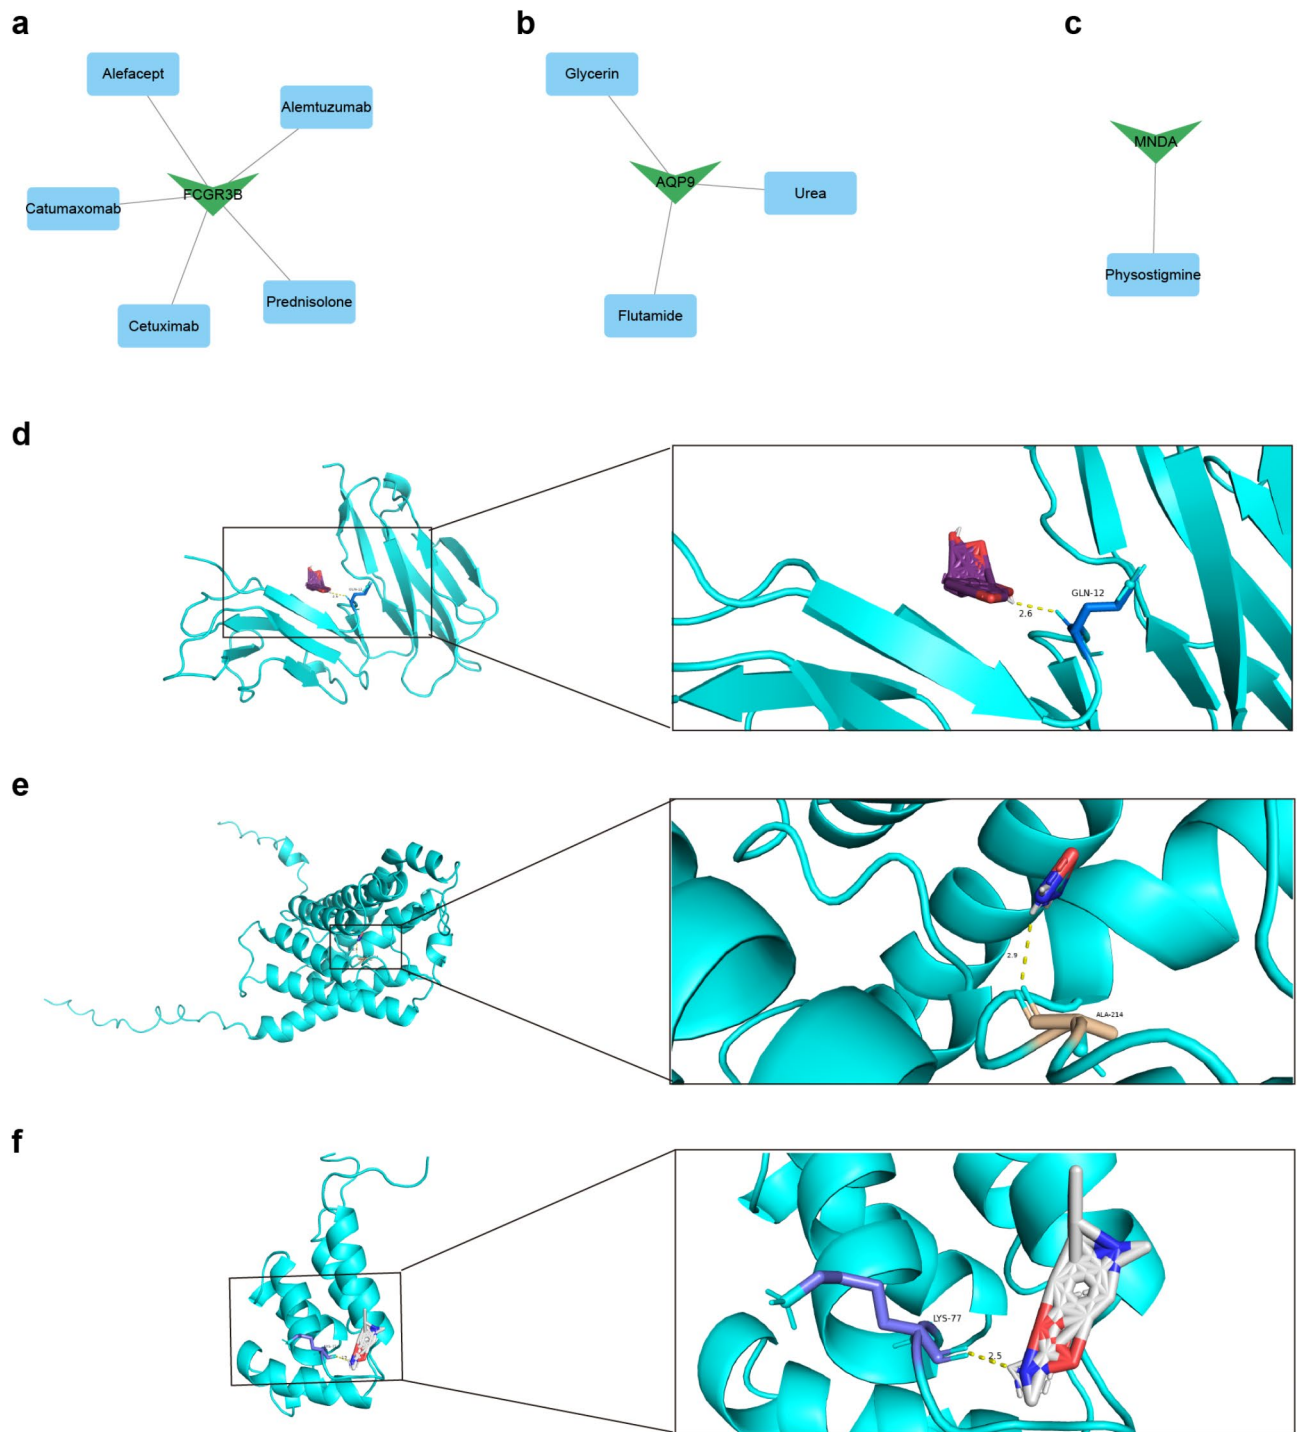 a
b
c
Alefacept
Alemtuzumab
FCGR3B
Catumaxomab
Cetuximab
Prednisolone
Glycerin
AQP9
Urea
Flutamide
MNDA
Physostigmine
d
GLN-12
2.6
e
2.9
ALA-214
f
LYS-77
2.5